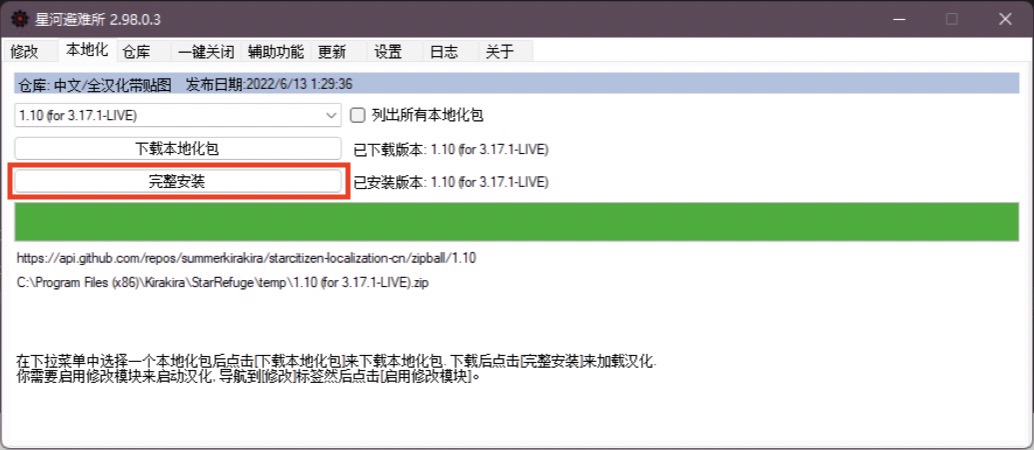 星河避难所 2.98.0.3
修改 本地化 仓库 一键关闭 辅助功能 更新 设置 日志 关于
仓库: 中文/全汉化带贴图 发布日期:2022/6/13 1:29:36
1.10 (for 3.17.1-LIVE) 列出所有本地化包
下载本地化包 已下载版本: 1.10 (for 3.17.1-LIVE)
完整安装 已安装版本: 1.10 (for 3.17.1-LIVE)
https://api.github.com/repos/summerkirakira/starcitizen-localization-cn/zipball/1.10
C:\Program Files (x86)\Kirakira\StarRefuge\temp\1.10 (for 3.17.1-LIVE).zip
在下拉菜单中选择一个本地化包后点击[下载本地化包]来下载本地化包. 下载后点击[完整安装]来加载汉化.
你需要启用修改模块来启动汉化, 导航到[修改]标签然后点击[启用修改模块]。